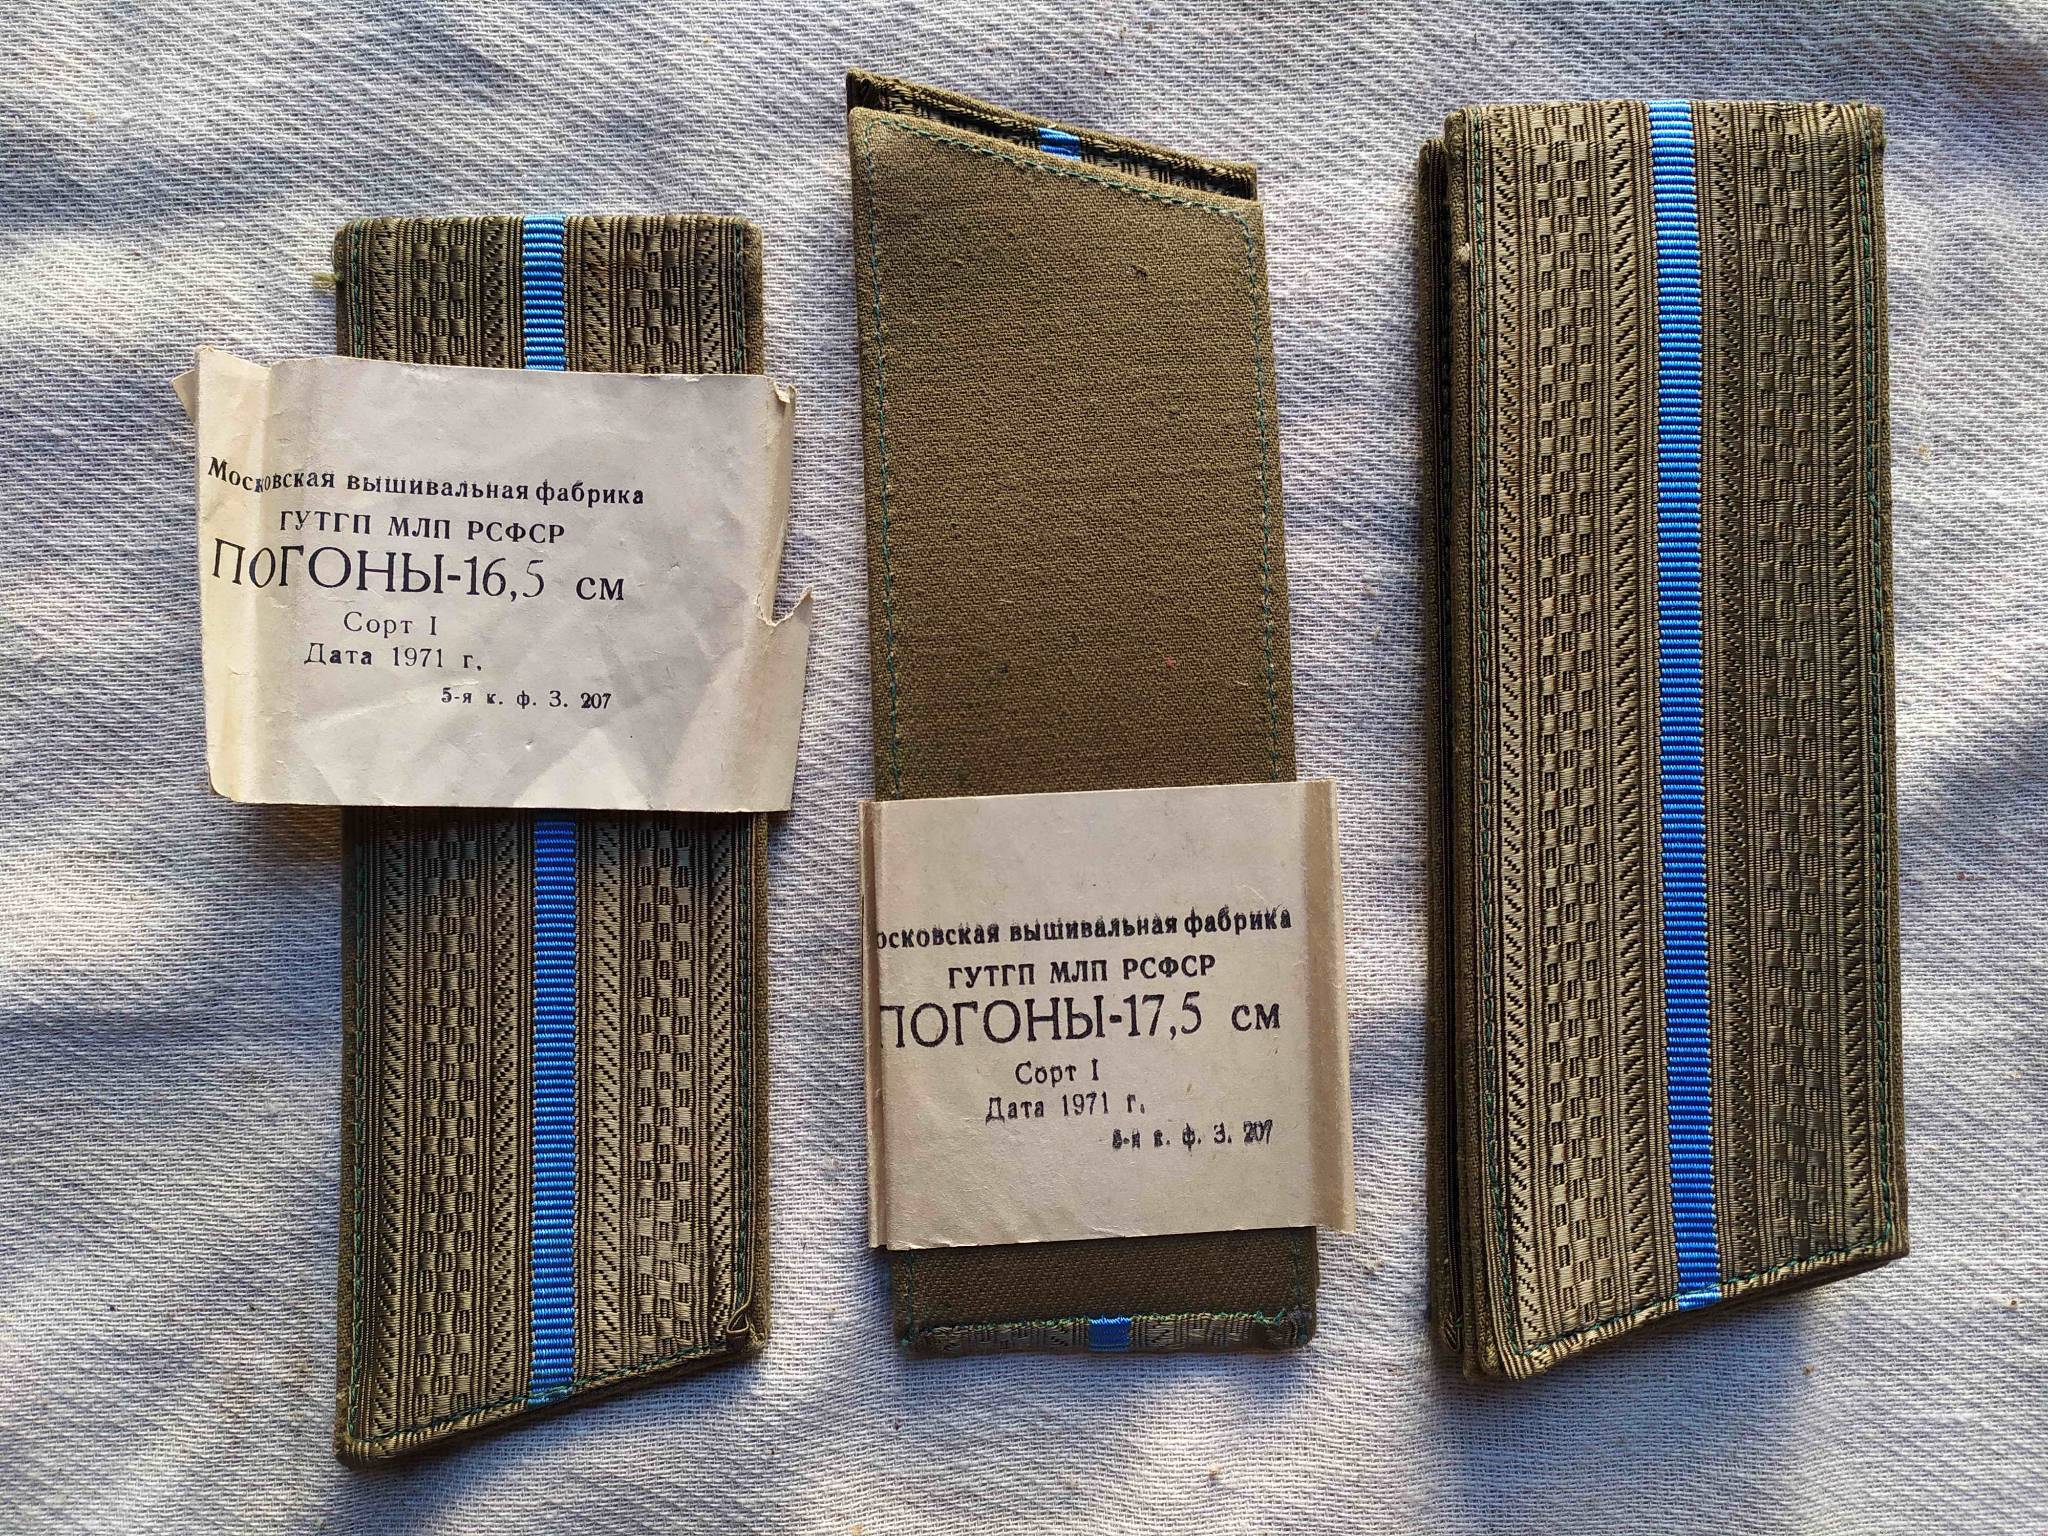 Московская вышивальная фабрика
ГУТГП МЛП РСФСР
ПОГОНЫ-16,5 см
Сорт I
Дата 1971 г.
5-я к. ф. З. 207
осковская вышивальная фабрика
ГУТГП МЛП РСФСР
ПОГОНЫ-17,5 см
Сорт I
Дата 1971 г.
5-я к. ф. З. 207